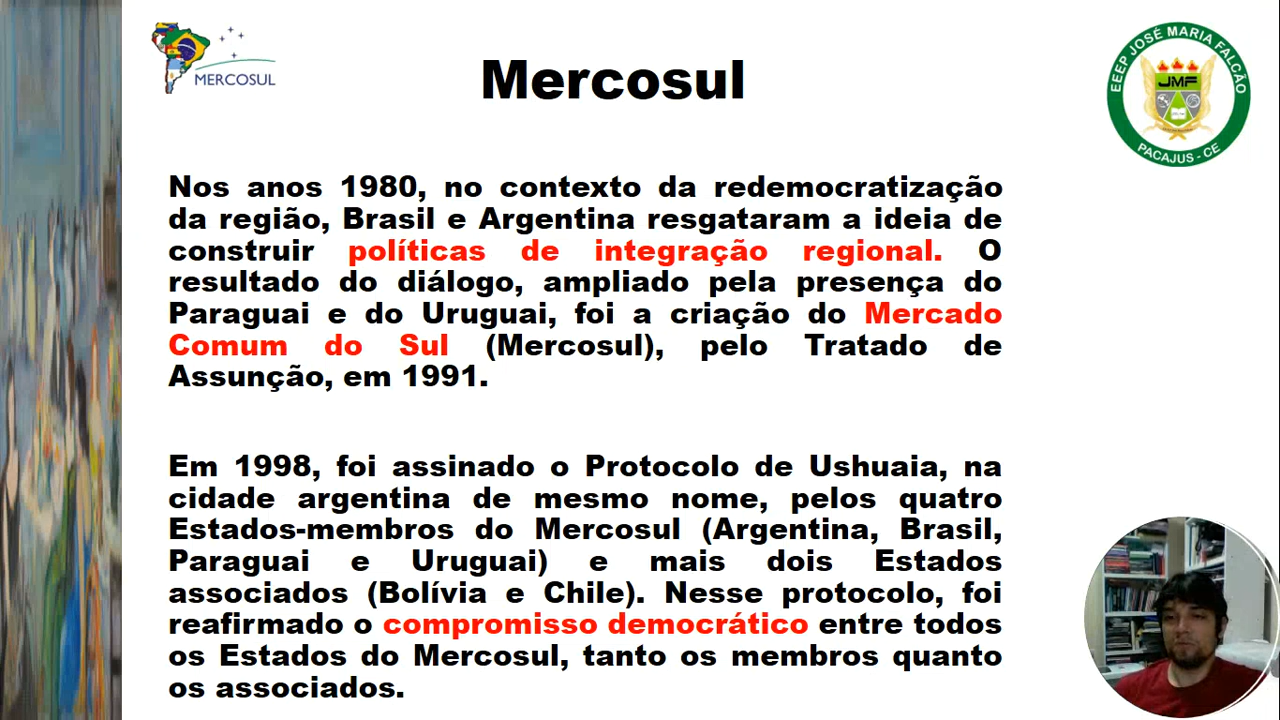 MERCOSUL
Mercosul
EEEP JOSÉ MARIA FALCÃO
JMF
PACAJUS - CE
Nos anos 1980, no contexto da redemocratização
da região, Brasil e Argentina resgataram a ideia de
construir políticas de integração regional. O
resultado do diálogo, ampliado pela presença do
Paraguai e do Uruguai, foi a criação do Mercado
Comum do Sul (Mercosul), pelo Tratado de
Assunção, em 1991.
Em 1998, foi assinado o Protocolo de Ushuaia, na
cidade argentina de mesmo nome, pelos quatro
Estados-membros do Mercosul (Argentina, Brasil,
Paraguai e Uruguai) e mais dois Estados
associados (Bolívia e Chile). Nesse protocolo, foi
reafirmado o compromisso democrático entre todos
os Estados do Mercosul, tanto os membros quanto
os associados.